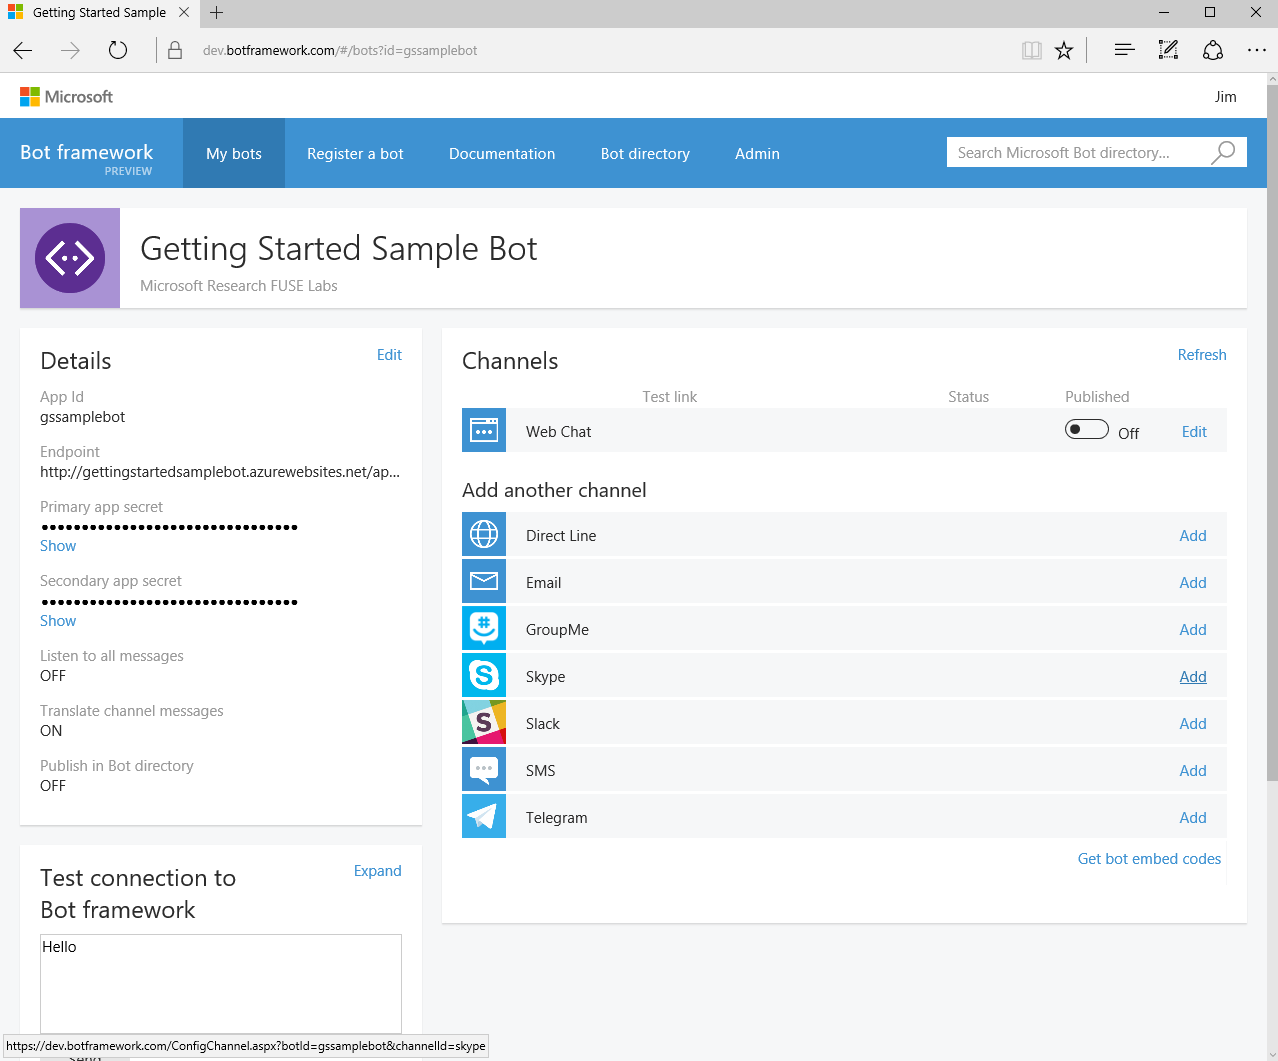 Getting Started Sample
dev.botframework.com/#/bots?id=gssamplebot
Microsoft
Jim
Bot framework
PREVIEW
My bots
Register a bot
Documentation
Bot directory
Admin
Search Microsoft Bot directory...
Getting Started Sample Bot
Microsoft Research FUSE Labs
Details
Edit
App Id
gssamplebot
Endpoint
http://gettingstartedsamplebot.azurewebsites.net/ap...
Primary app secret
••••••••••••••••••••••••••••••••
Show
Secondary app secret
••••••••••••••••••••••••••••••••
Show
Listen to all messages
OFF
Translate channel messages
ON
Publish in Bot directory
OFF
Test connection to
Bot framework
Expand
Hello
Send
Channels
Refresh
Test link
Status
Published
Web Chat
Off
Edit
Add another channel
Direct Line
Add
Email
Add
GroupMe
Add
Skype
Add
Slack
Add
SMS
Add
Telegram
Add
Get bot embed codes
https://dev.botframework.com/ConfigChannel.aspx?botId=gssamplebot&channelId=skype